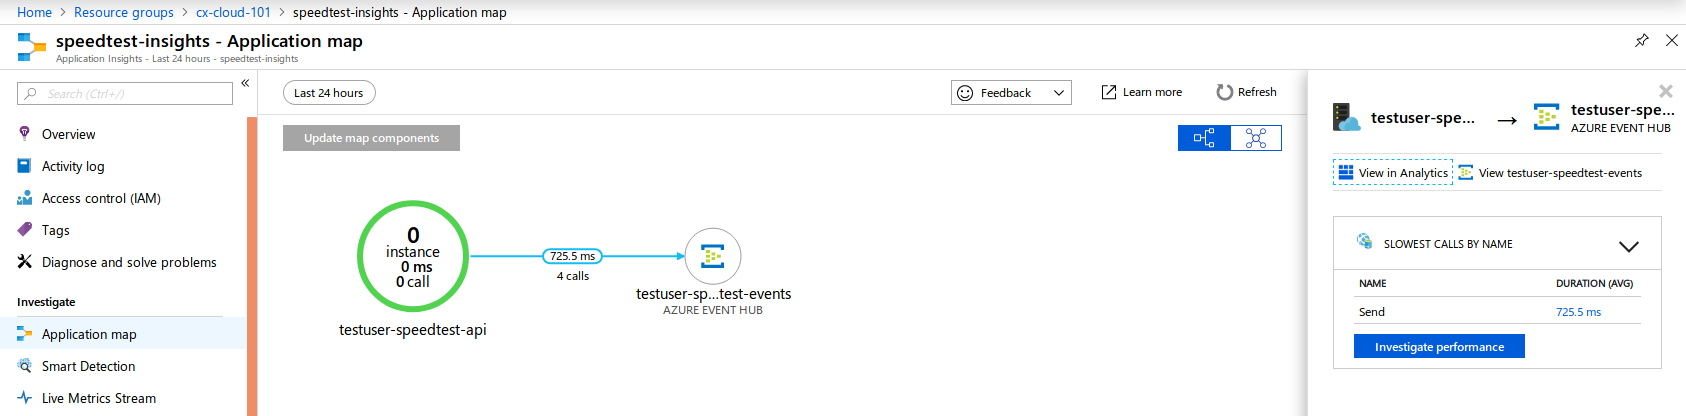 Home > Resource groups > cx-cloud-101 > speedtest-insights - Application map
speedtest-insights - Application map
Application Insights - Last 24 hours - speedtest-insights
Search (Ctrl+/)
«
Overview
Activity log
Access control (IAM)
Tags
Diagnose and solve problems
Investigate
Application map
Smart Detection
Live Metrics Stream
Last 24 hours
Feedback
Learn more
Refresh
Update map components
0
instance
0 ms
0 call
testuser-speedtest-api
725.5 ms
4 calls
testuser-sp...test-events
AZURE EVENT HUB
testuser-spe... → testuser-spe...
AZURE EVENT HUB
View in Analytics
View testuser-speedtest-events
SLOWEST CALLS BY NAME
NAME DURATION (AVG)
Send 725.5 ms
Investigate performance